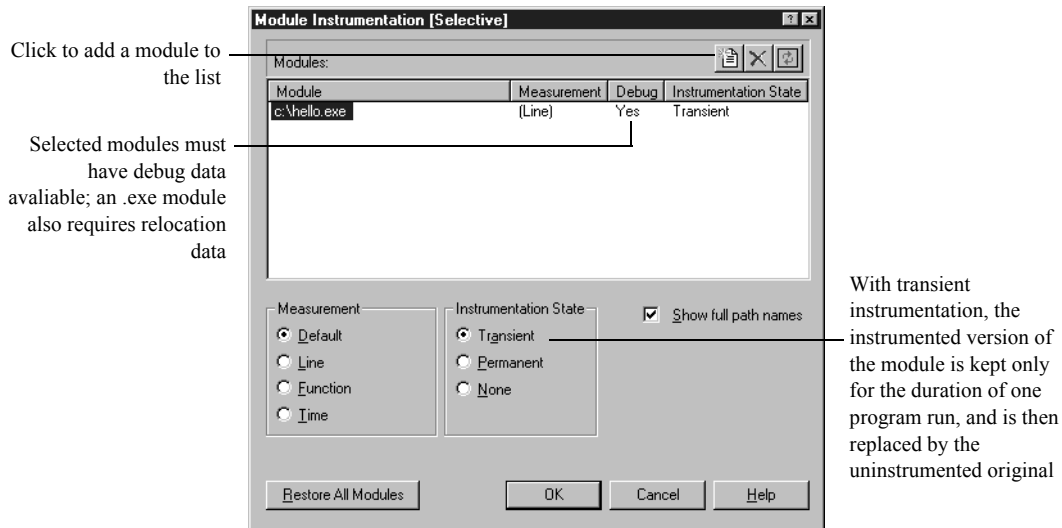 Module Instrumentation [Selective]
Click to add a module to
the list
Modules:
Module Measurement Debug Instrumentation State
c:\hello.exe (Line) Yes Transient
Selected modules must
have debug data
avaliable; an .exe module
also requires relocation
data
Measurement
Default
Line
Function
Time
Instrumentation State
Transient
Permanent
None
Show full path names
With transient
instrumentation, the
instrumented version of
the module is kept only
for the duration of one
program run, and is then
replaced by the
uninstrumented original
Restore All Modules
OK
Cancel
Help